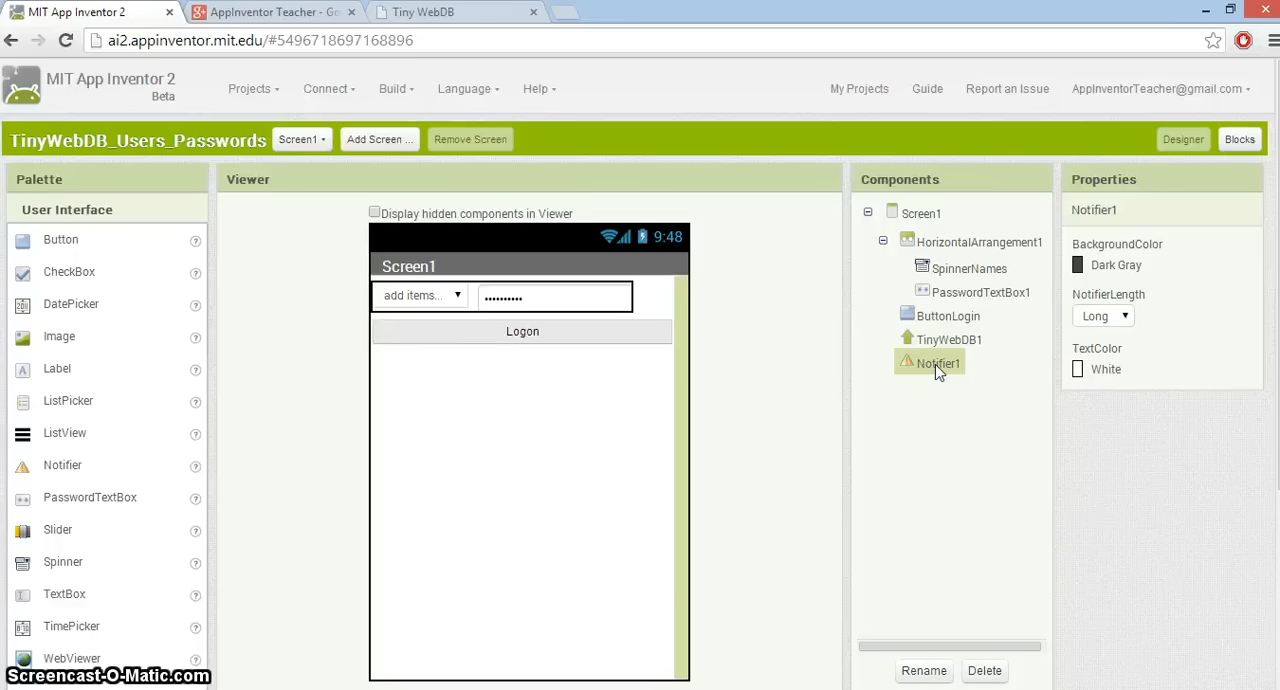 MIT App Inventor 2
AppInventor Teacher - Go
Tiny WebDB
ai2.appinventor.mit.edu/#5496718697168896
MIT App Inventor 2
Beta
Projects
Connect
Build
Language
Help
My Projects
Guide
Report an Issue
AppInventorTeacher@gmail.com
TinyWebDB_Users_Passwords
Screen1
Add Screen ...
Remove Screen
Designer
Blocks
Palette
User Interface
Button
CheckBox
DatePicker
Image
Label
ListPicker
ListView
Notifier
PasswordTextBox
Slider
Spinner
TextBox
TimePicker
WebViewer
Viewer
Display hidden components in Viewer
9:48
Screen1
add items...
••••••••••
Logon
Components
Screen1
HorizontalArrangement1
SpinnerNames
PasswordTextBox1
ButtonLogin
TinyWebDB1
Notifier1
Rename
Delete
Properties
Notifier1
BackgroundColor
Dark Gray
NotifierLength
Long
TextColor
White
Screencast-O-Matic.com